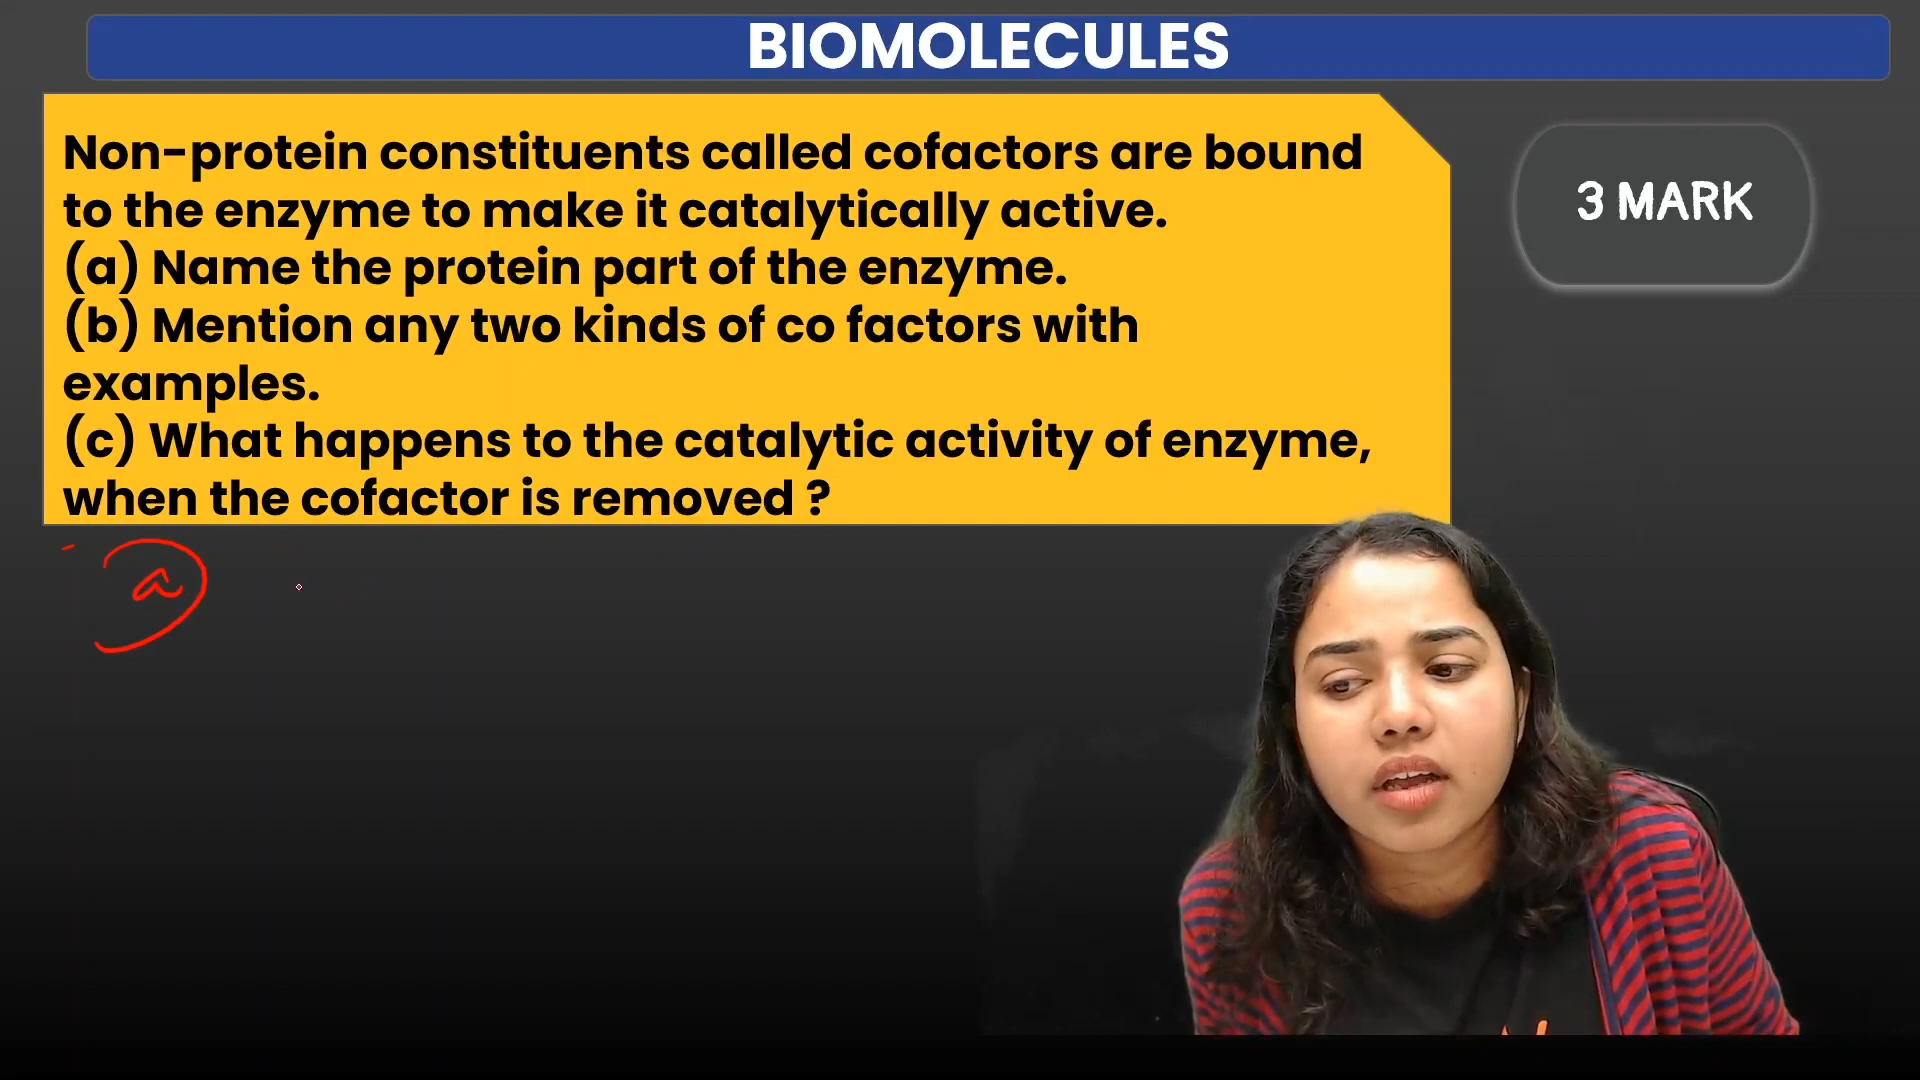 BIOMOLECULES
Non-protein constituents called cofactors are bound
to the enzyme to make it catalytically active.
(a) Name the protein part of the enzyme.
(b) Mention any two kinds of co factors with
examples.
(c) What happens to the catalytic activity of enzyme,
when the cofactor is removed ?
3 MARK
a)